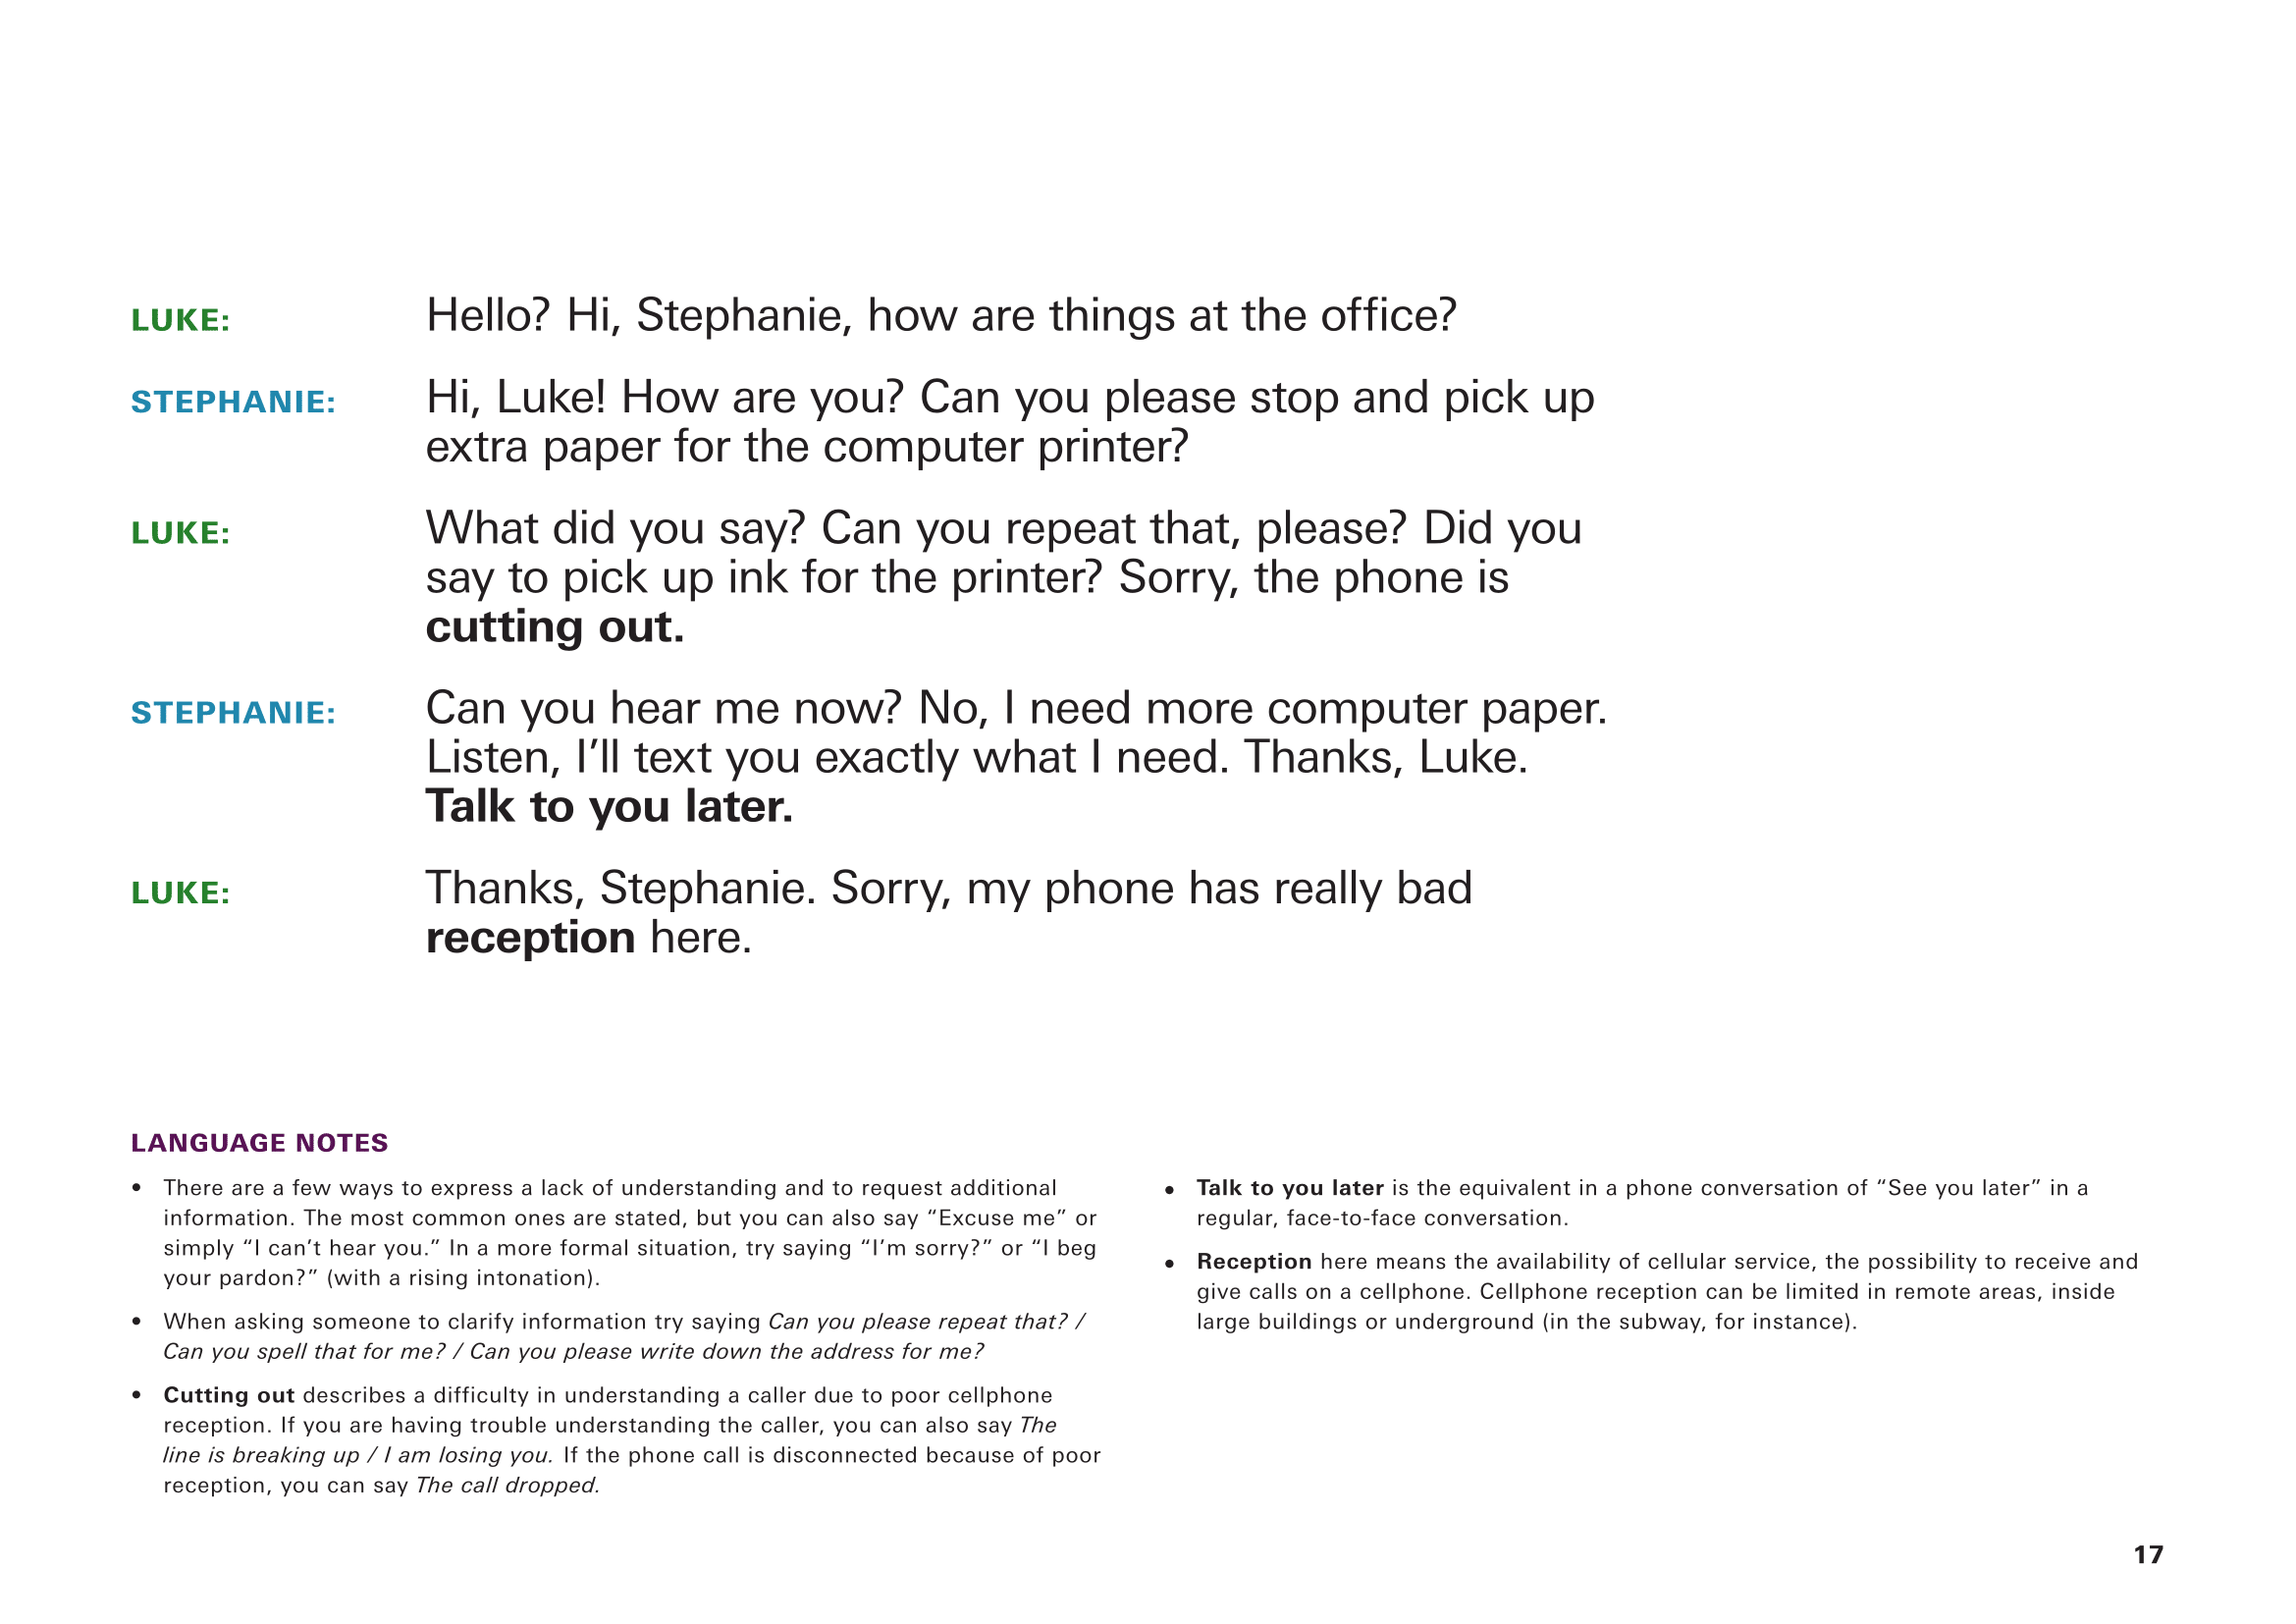 LUKE: Hello? Hi, Stephanie, how are things at the office?
STEPHANIE: Hi, Luke! How are you? Can you please stop and pick up
extra paper for the computer printer?
LUKE: What did you say? Can you repeat that, please? Did you
say to pick up ink for the printer? Sorry, the phone is
cutting out.
STEPHANIE: Can you hear me now? No, I need more computer paper.
Listen, I’ll text you exactly what I need. Thanks, Luke.
Talk to you later.
LUKE: Thanks, Stephanie. Sorry, my phone has really bad
reception here.
LANGUAGE NOTES
• There are a few ways to express a lack of understanding and to request additional
information. The most common ones are stated, but you can also say “Excuse me” or
simply “I can’t hear you.” In a more formal situation, try saying “I’m sorry?” or “I beg
your pardon?” (with a rising intonation).
• When asking someone to clarify information try saying Can you please repeat that? /
Can you spell that for me? / Can you please write down the address for me?
• Cutting out describes a difficulty in understanding a caller due to poor cellphone
reception. If you are having trouble understanding the caller, you can also say The
line is breaking up / I am losing you. If the phone call is disconnected because of poor
reception, you can say The call dropped.
• Talk to you later is the equivalent in a phone conversation of “See you later” in a
regular, face-to-face conversation.
• Reception here means the availability of cellular service, the possibility to receive and
give calls on a cellphone. Cellphone reception can be limited in remote areas, inside
large buildings or underground (in the subway, for instance).
17